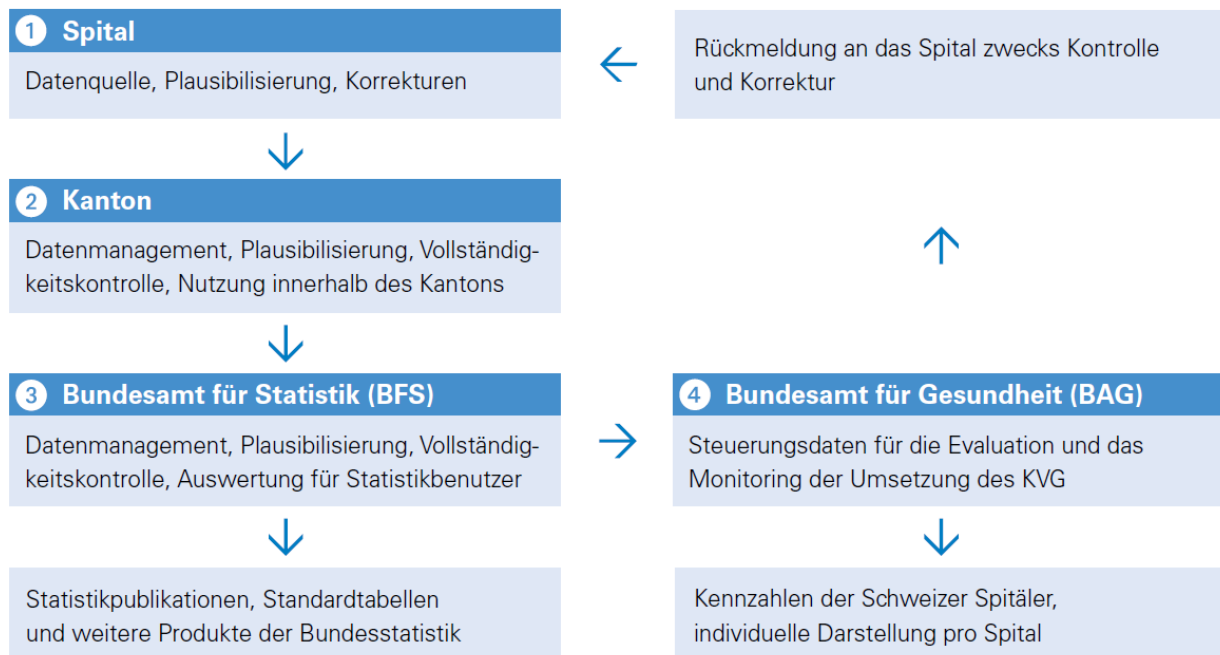 1 Spital
Datenquelle, Plausibilisierung, Korrekturen
Rückmeldung an das Spital zwecks Kontrolle
und Korrektur
2 Kanton
Datenmanagement, Plausibilisierung, Vollständig-
keitskontrolle, Nutzung innerhalb des Kantons
3 Bundesamt für Statistik (BFS)
Datenmanagement, Plausibilisierung, Vollständig-
keitskontrolle, Auswertung für Statistikbenutzer
4 Bundesamt für Gesundheit (BAG)
Steuerungsdaten für die Evaluation und das
Monitoring der Umsetzung des KVG
Statistikpublikationen, Standardtabellen
und weitere Produkte der Bundesstatistik
Kennzahlen der Schweizer Spitäler,
individuelle Darstellung pro Spital